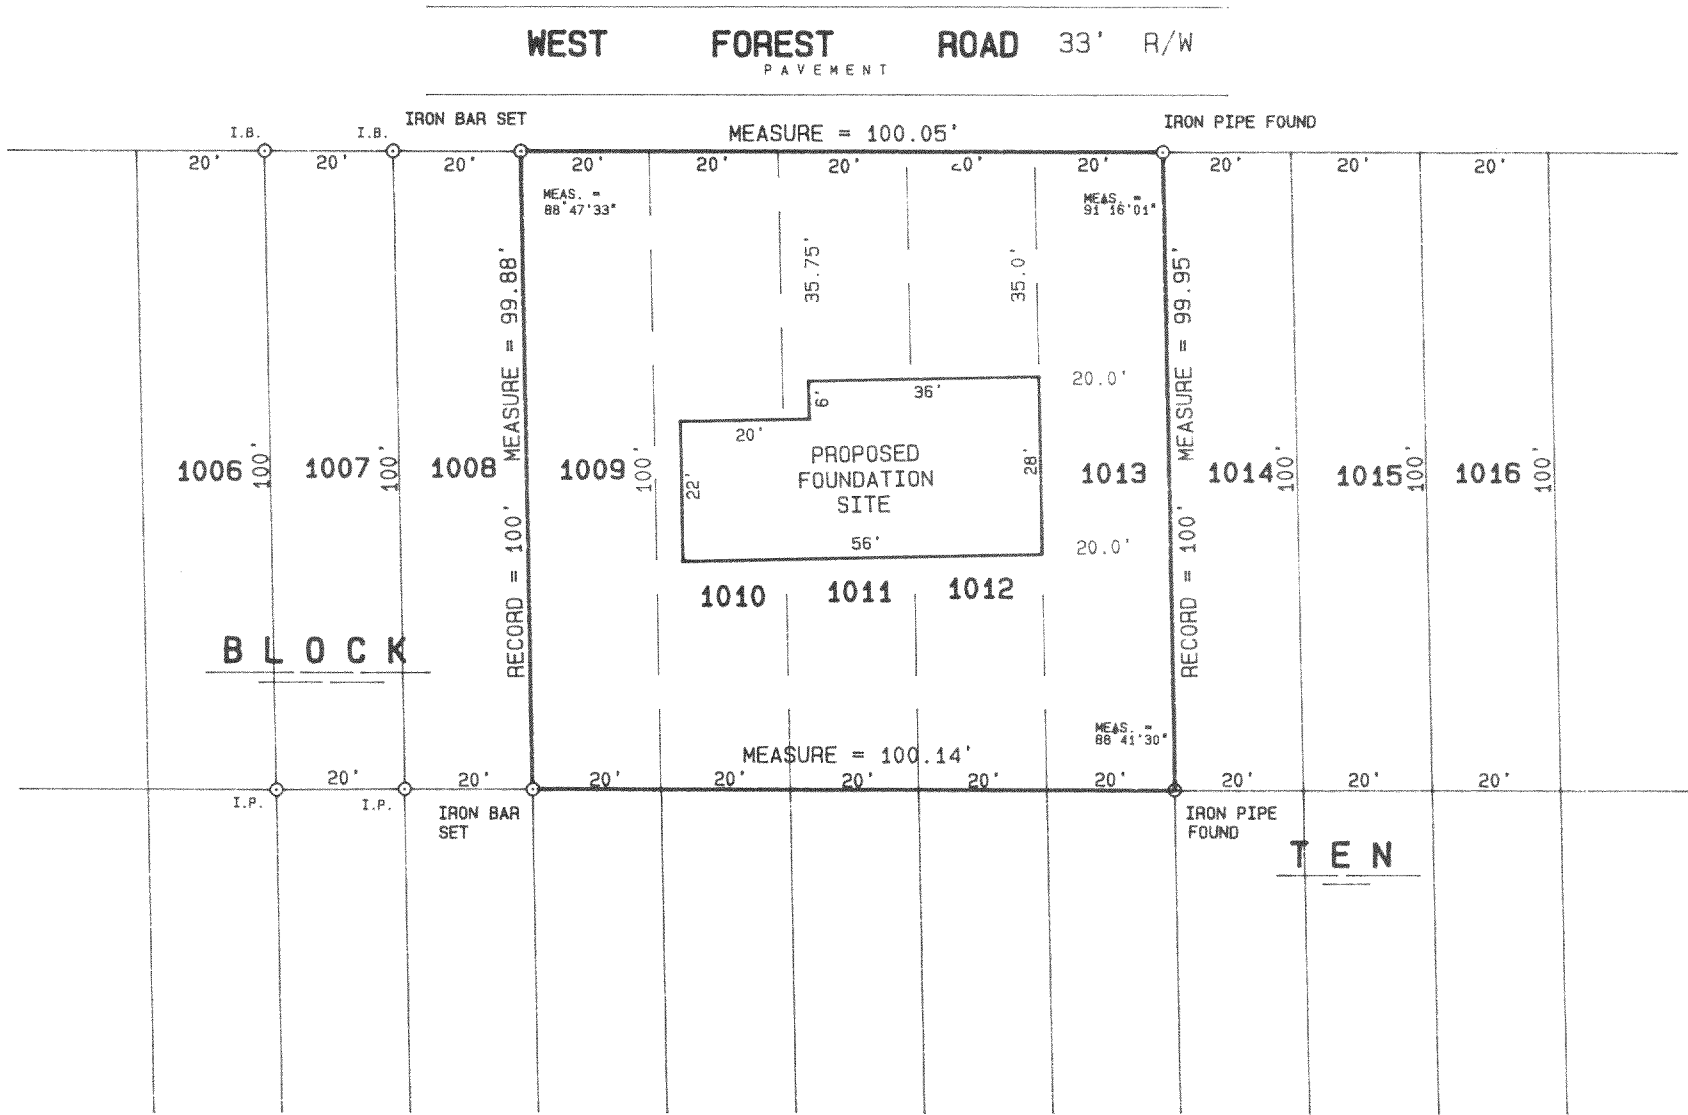 WEST FOREST ROAD 33' R/W
PAVEMENT
I.B.
I.B.
IRON BAR SET
MEASURE = 100.05'
IRON PIPE FOUND
20' 20' 20' 20' 20' 20' 20' 20' 20' 20' 20'
MEAS. =
88°47'33"
MEAS. =
91°16'01"
35.75'
35.0'
MEASURE = 99.88'
RECORD = 100'
MEASURE = 99.95'
RECORD = 100'
36'
6'
20.0'
20'
PROPOSED
FOUNDATION
SITE
22'
28'
56'
20.0'
1006 100' 1007 100' 1008 1009 100' 1013 1014 100' 1015 100' 1016 100'
1010 1011 1012
BLOCK
MEAS. =
88°41'30"
MEASURE = 100.14'
20' 20' 20' 20' 20' 20' 20' 20' 20' 20'
I.P.
I.P.
IRON BAR
SET
IRON PIPE
FOUND
TEN